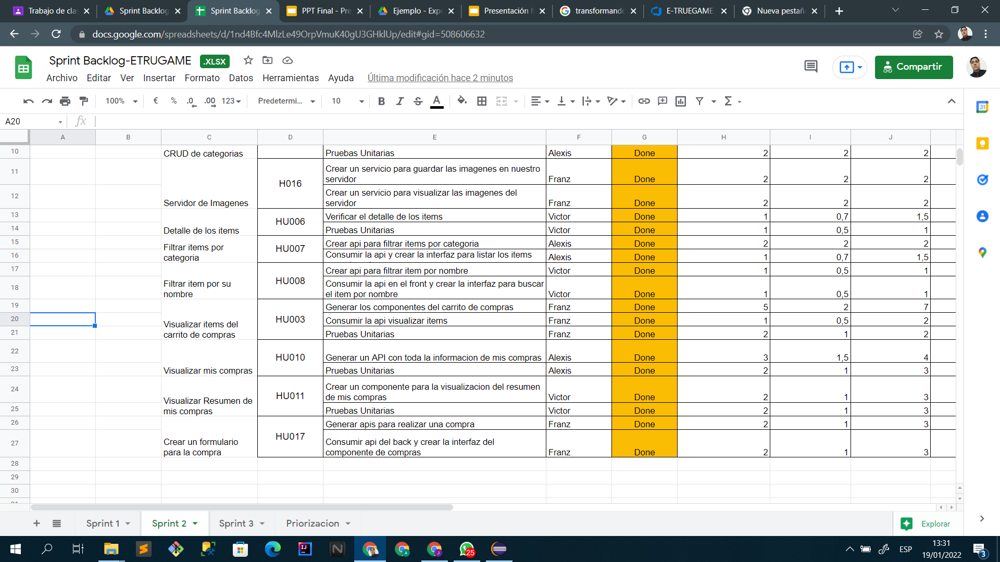 Trabajo de cla
Sprint Backlog
Sprint Backlog
PPT Final - Pre
Ejemplo - Expo
Presentación f
transformando
E-TRUEGAME
Nueva pestaña
docs.google.com/spreadsheets/d/1nd4Bfc4MlzLe49OrpVmuK40gU3GHklUp/edit#gid=508606632
Sprint Backlog-ETRUGAME .XLSX
Compartir
Archivo Editar Ver Insertar Formato Datos Herramientas Ayuda Última modificación hace 2 minutos
100% € % .0 .00 123 Predetermi... 10 B I S A Σ
A20 fx
A B C D E F G H I J
10 CRUD de categorias Pruebas Unitarias Alexis Done 2 2 2
11 Crear un servicio para guardar las imagenes en nuestro
servidor Franz Done 2 2 2
H016
12 Crear un servicio para visualizar las imagenes del
Servidor de Imagenes servidor Franz Done 2 2 2
13 Verificar el detalle de los items Victor Done 1 0,7 1,5
HU006
14 Detalle de los items Pruebas Unitarias Victor Done 1 0,5 1
15 Filtrar items por Crear api para filtrar items por categoria Alexis Done 2 2 2
HU007
16 categoria Consumir la api y crear la interfaz para listar los items Alexis Done 1 0,7 1,5
17 Crear api para filtrar item por nombre Victor Done 1 0,5 1
HU008
18 Filtrar item por su Consumir la api en el front y crear la interfaz para buscar
nombre el item por nombre Victor Done 1 0,5 1
19 Generar los componentes del carrito de compras Franz Done 5 2 7
20 Visualizar items del HU003 Consumir la api visualizar items Franz Done 1 0,5 2
21 carrito de compras Pruebas Unitarias Franz Done 2 1 2
22 HU010 Generar un API con toda la informacion de mis compras Alexis Done 3 1,5 4
23 Visualizar mis compras Pruebas Unitarias Alexis Done 2 1 3
24 Crear un componente para la visualizacion del resumen
HU011 de mis compras Victor Done 2 1 3
Visualizar Resumen de
25 mis compras Pruebas Unitarias Victor Done 2 1 3
26 Generar apis para realizar una compra Franz Done 2 1 3
HU017
27 Crear un formulario Consumir api del back y crear la interfaz del
para la compra componente de compras Franz Done 2 1 3
28
29
30
Sprint 1 Sprint 2 Sprint 3 Priorizacion Explorar
31
25
IJ
N
A
J
ESP
13:31
19/01/2022
3